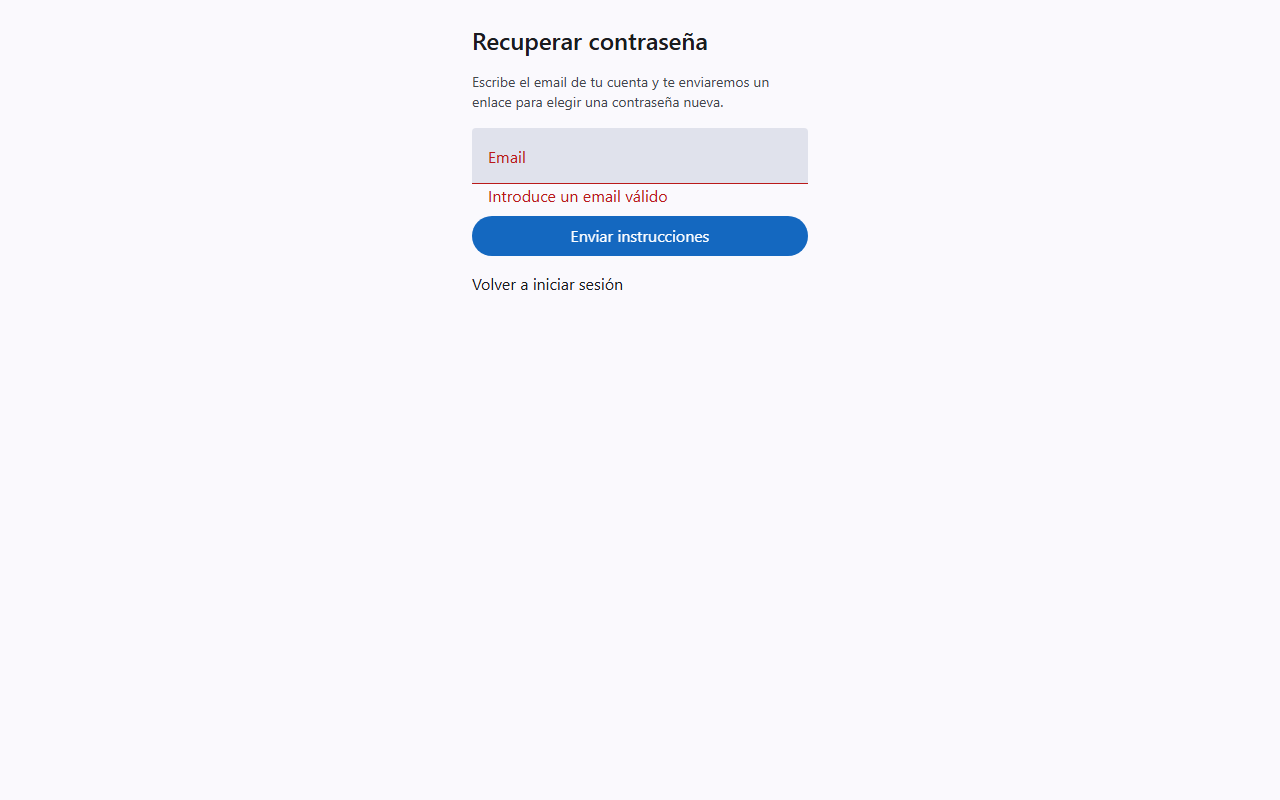 Recuperar contraseña
Escribe el email de tu cuenta y te enviaremos un
enlace para elegir una contraseña nueva.
Email
Introduce un email válido
Enviar instrucciones
Volver a iniciar sesión